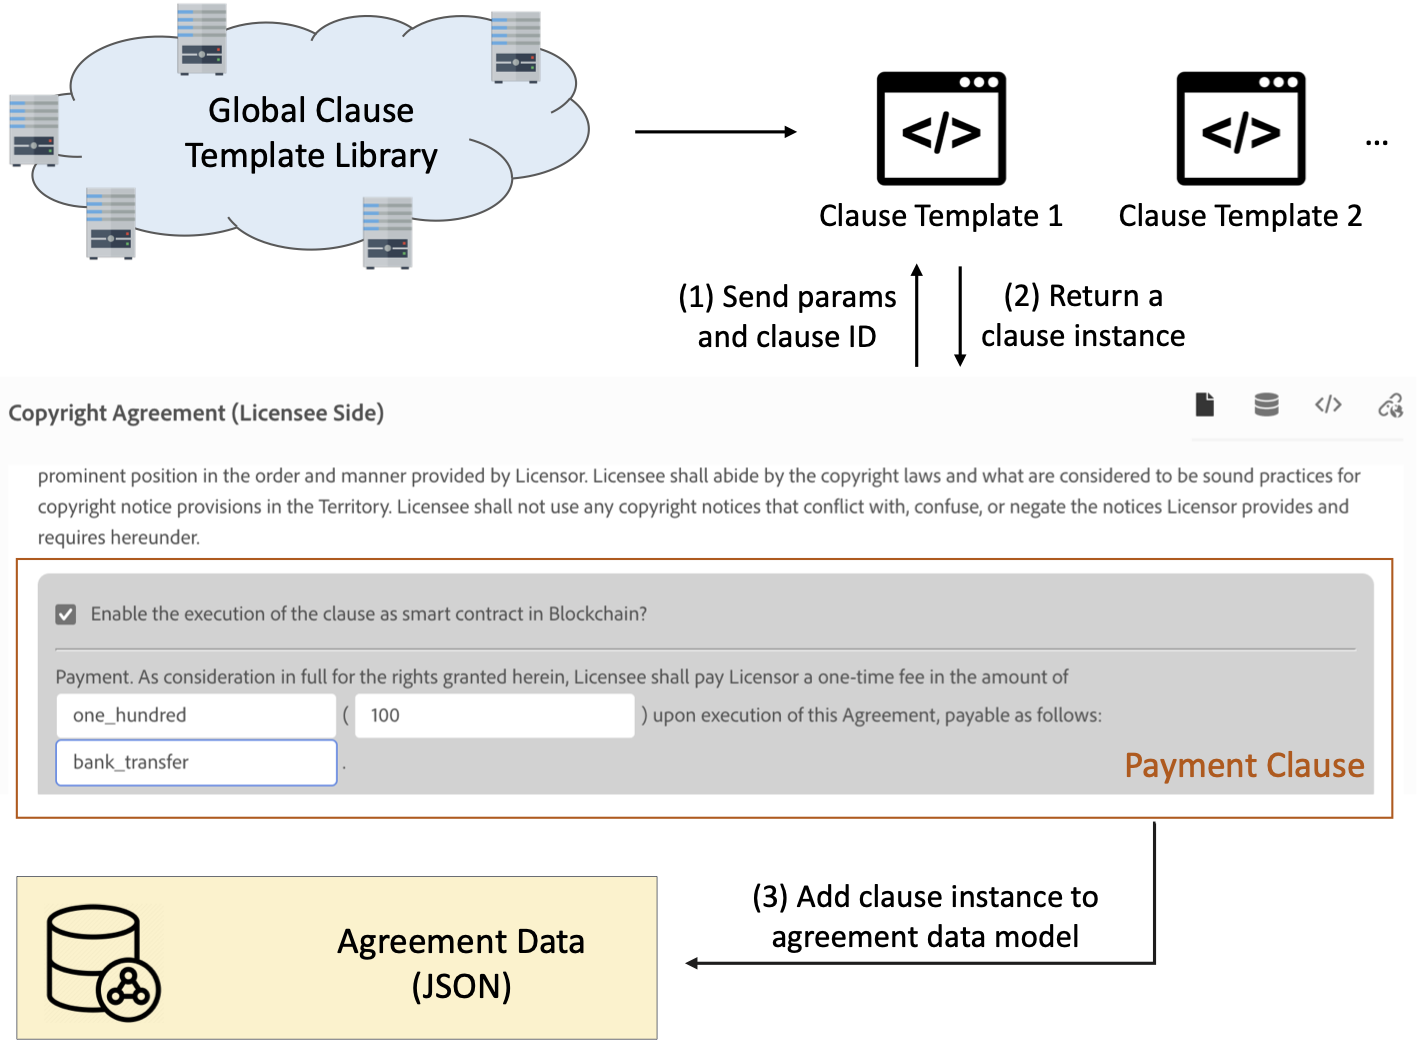 Global Clause
Template Library
</>
</>
...
Clause Template 1
Clause Template 2
(1) Send params
and clause ID
(2) Return a
clause instance
Copyright Agreement (Licensee Side)
</>
prominent position in the order and manner provided by Licensor. Licensee shall abide by the copyright laws and what are considered to be sound practices for
copyright notice provisions in the Territory. Licensee shall not use any copyright notices that conflict with, confuse, or negate the notices Licensor provides and
requires hereunder.
Enable the execution of the clause as smart contract in Blockchain?
Payment. As consideration in full for the rights granted herein, Licensee shall pay Licensor a one-time fee in the amount of
one_hundred ( 100 ) upon execution of this Agreement, payable as follows:
bank_transfer .
Payment Clause
(3) Add clause instance to
agreement data model
Agreement Data
(JSON)